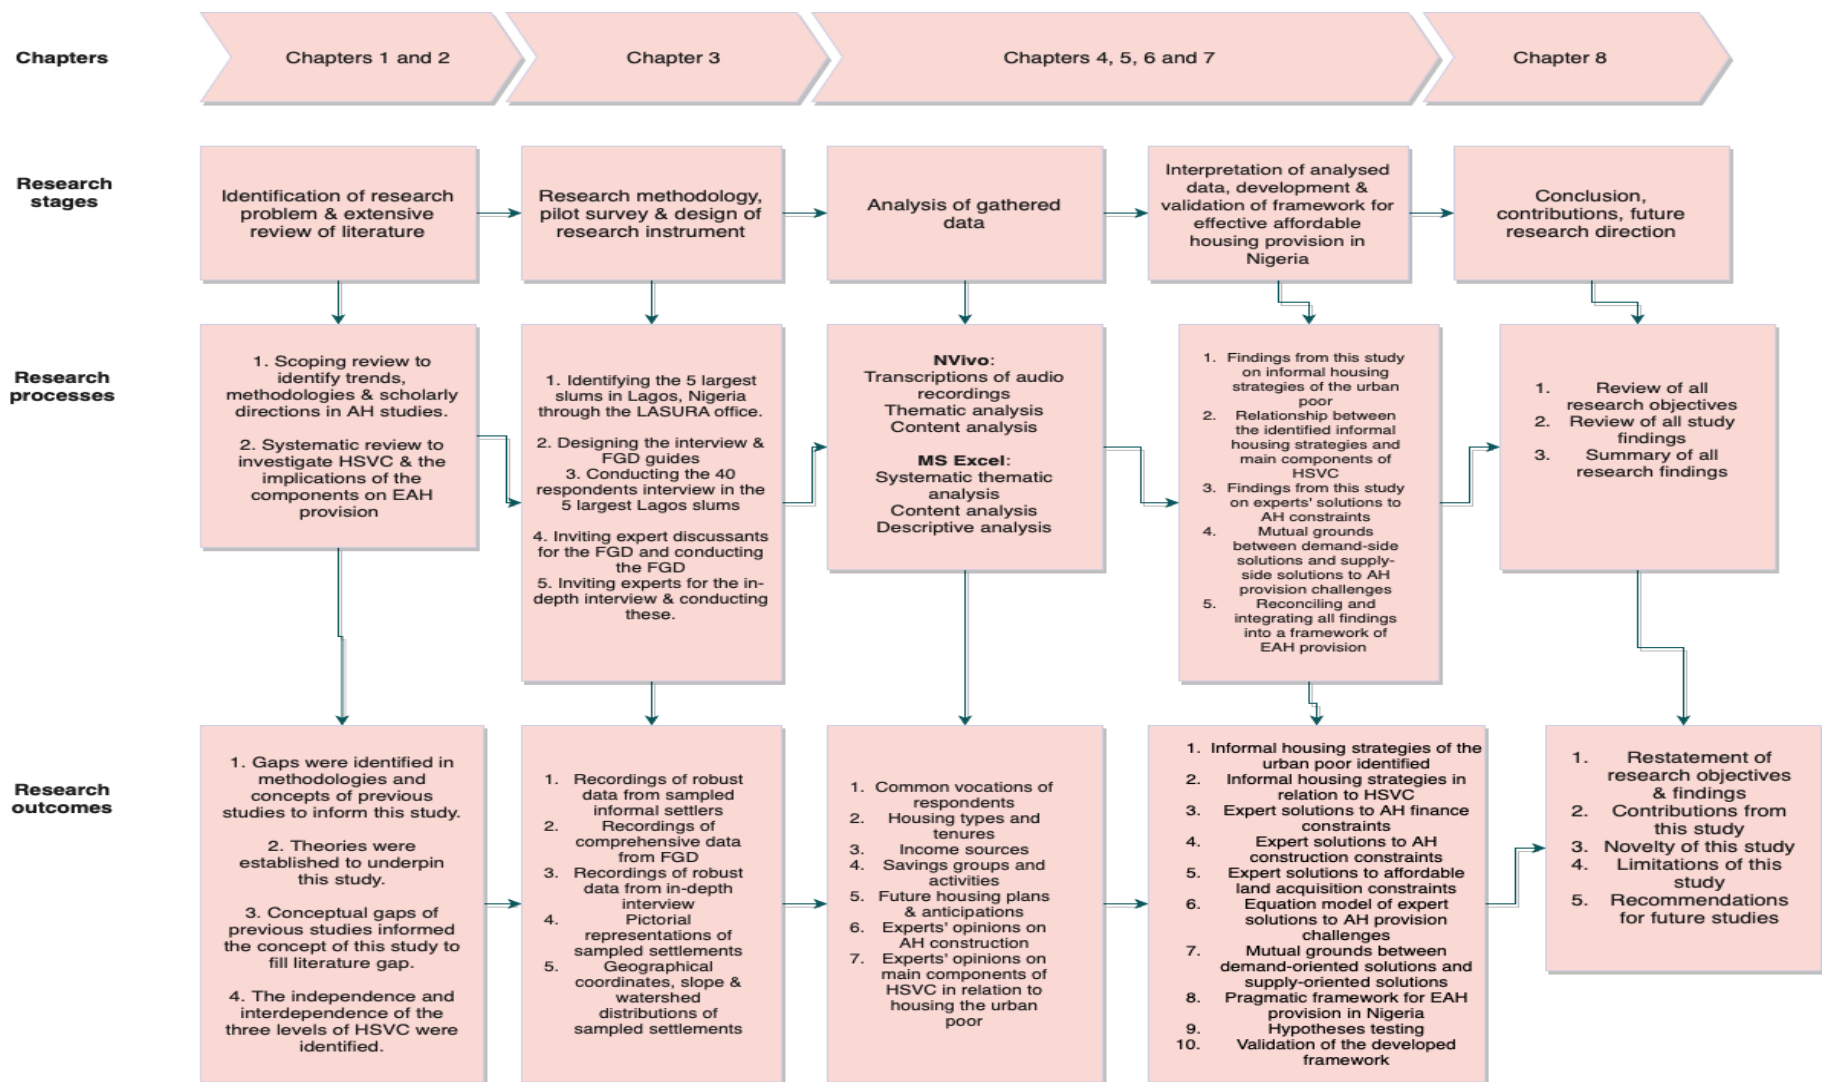 Chapters
Chapters 1 and 2
Chapter 3
Chapters 4, 5, 6 and 7
Chapter 8
Research
stages
Identification of research
problem & extensive
review of literature
Research methodology,
pilot survey & design of
research instrument
Analysis of gathered
data
Interpretation of analysed
data, development &
validation of framework for
effective affordable
housing provision in
Nigeria
Conclusion,
contributions, future
research direction
Research
processes
1. Scoping review to
identify trends,
methodologies & scholarly
directions in AH studies.
2. Systematic review to
investigate HSVC & the
implications of the
components on EAH
provision
1. Identifying the 5 largest
slums in Lagos, Nigeria
through the LASURA office.
2. Designing the interview &
FGD guides
3. Conducting the 40
respondents interview in the
5 largest Lagos slums
4. Inviting expert discussants
for the FGD and conducting
the FGD
5. Inviting experts for the in-
depth interview & conducting
these.
NVivo:
Transcriptions of audio
recordings
Thematic analysis
Content analysis
MS Excel:
Systematic thematic
analysis
Content analysis
Descriptive analysis
1. Findings from this study
on informal housing
strategies of the urban
poor
2. Relationship between
the identified informal
housing strategies and
main components of
HSVC
3. Findings from this study
on experts' solutions to
AH constraints
4. Mutual grounds
between demand-side
solutions and supply-
side solutions to AH
provision challenges
5. Reconciling and
integrating all findings
into a framework of
EAH provision
1. Review of all
research objectives
2. Review of all study
findings
3. Summary of all
research findings
Research
outcomes
1. Gaps were identified in
methodologies and
concepts of previous
studies to inform this study.
2. Theories were
established to underpin
this study.
3. Conceptual gaps of
previous studies informed
the concept of this study to
fill literature gap.
4. The independence and
interdependence of the
three levels of HSVC were
identified.
1. Recordings of robust
data from sampled
informal settlers
2. Recordings of
comprehensive data
from FGD
3. Recordings of robust
data from in-depth
interview
4. Pictorial
representations of
sampled settlements
5. Geographical
coordinates, slope &
watershed
distributions of
sampled settlements
1. Common vocations of
respondents
2. Housing types and
tenures
3. Income sources
4. Savings groups and
activities
5. Future housing plans
& anticipations
6. Experts' opinions on
AH construction
7. Experts' opinions on
main components of
HSVC in relation to
housing the urban
poor
1. Informal housing strategies of the
urban poor identified
2. Informal housing strategies in
relation to HSVC
3. Expert solutions to AH finance
constraints
4. Expert solutions to AH
construction constraints
5. Expert solutions to affordable
land acquisition constraints
6. Equation model of expert
solutions to AH provision
challenges
7. Mutual grounds between
demand-oriented solutions and
supply-oriented solutions
8. Pragmatic framework for EAH
provision in Nigeria
9. Hypotheses testing
10. Validation of the developed
framework
1. Restatement of
research objectives
& findings
2. Contributions from
this study
3. Novelty of this study
4. Limitations of this
study
5. Recommendations
for future studies